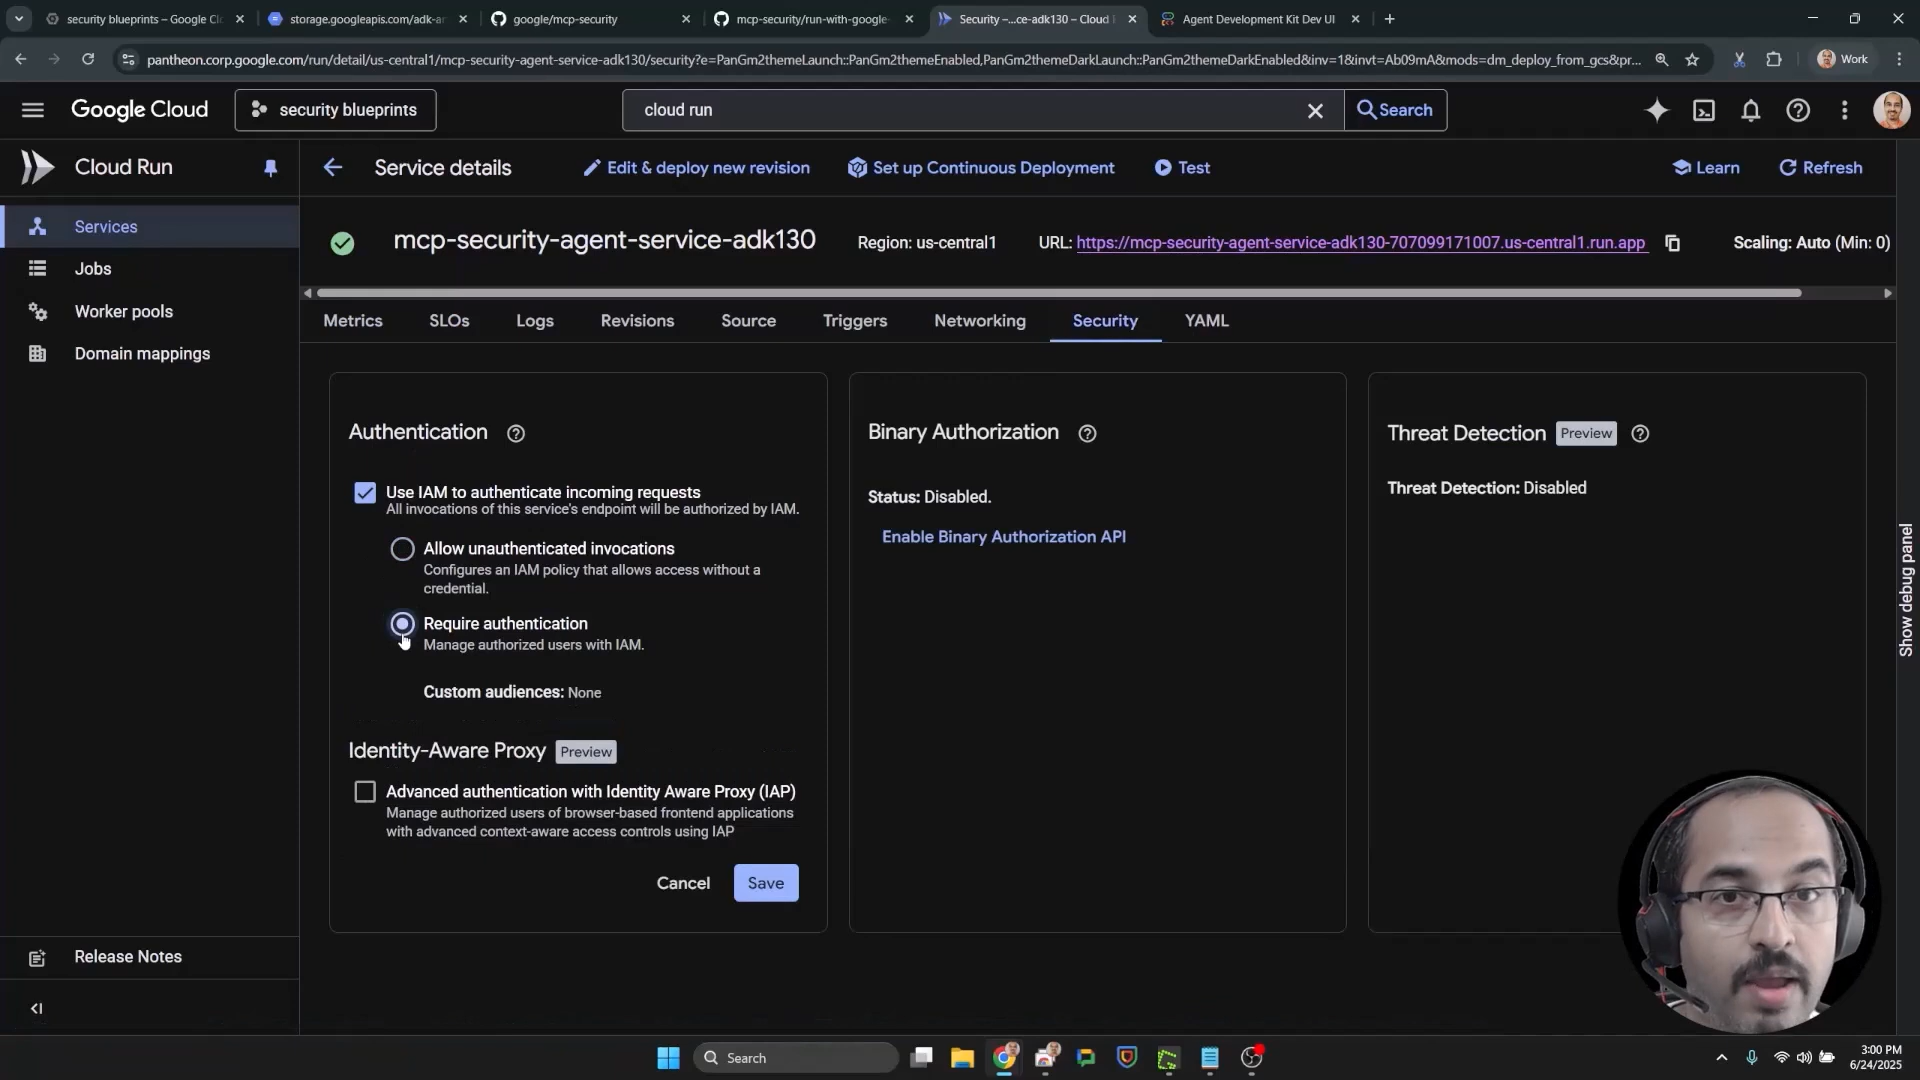 security blueprints – Google Cl
storage.googleapis.com/adk-ar
google/mcp-security
mcp-security/run-with-google-
Security –...ce-adk130 – Cloud
Agent Development Kit Dev UI
pantheon.corp.google.com/run/detail/us-central1/mcp-security-agent-service-adk130/security?e=PanGm2themeLaunch::PanGm2themeEnabled,PanGm2themeDarkLaunch::PanGm2themeDarkEnabled&inv=1&invt=Ab09mA&mods=dm_deploy_from_gcs&pr...
Work
Google Cloud
security blueprints
cloud run
Search
Cloud Run
Service details
Edit & deploy new revision
Set up Continuous Deployment
Test
Learn
Refresh
Services
Jobs
Worker pools
Domain mappings
mcp-security-agent-service-adk130
Region: us-central1
URL: https://mcp-security-agent-service-adk130-707099171007.us-central1.run.app
Scaling: Auto (Min: 0)
Metrics
SLOs
Logs
Revisions
Source
Triggers
Networking
Security
YAML
Authentication
Use IAM to authenticate incoming requests
All invocations of this service's endpoint will be authorized by IAM.
Allow unauthenticated invocations
Configures an IAM policy that allows access without a
credential.
Require authentication
Manage authorized users with IAM.
Custom audiences: None
Identity-Aware Proxy Preview
Advanced authentication with Identity Aware Proxy (IAP)
Manage authorized users of browser-based frontend applications
with advanced context-aware access controls using IAP
Cancel
Save
Binary Authorization
Status: Disabled.
Enable Binary Authorization API
Threat Detection Preview
Threat Detection: Disabled
Show debug panel
Release Notes
Search
3:00 PM
6/24/2025